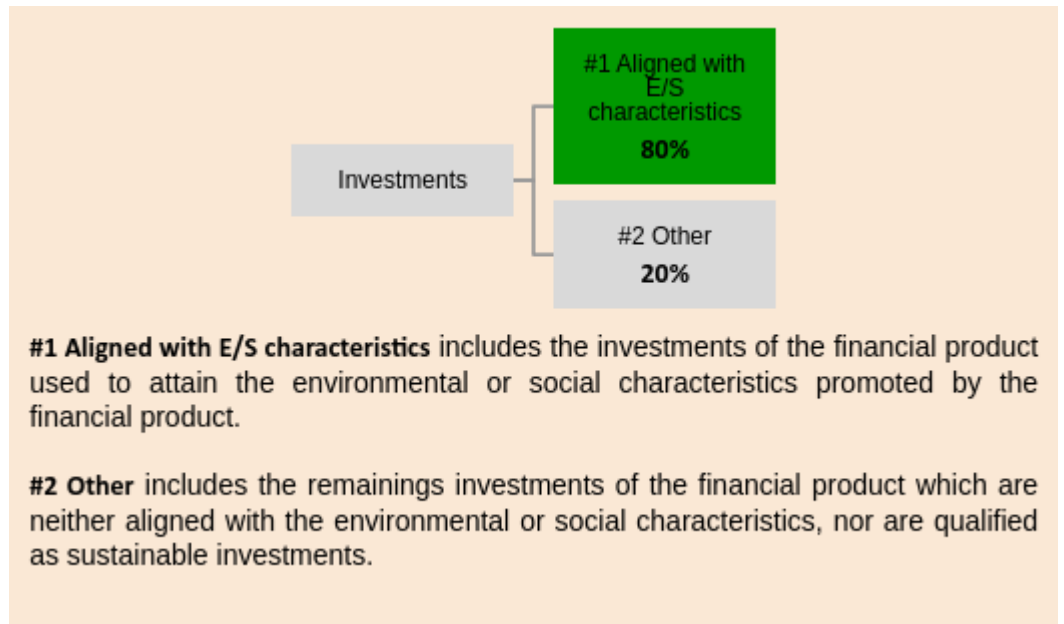 #1 Aligned with
E/S
characteristics
80%
Investments
#2 Other
20%
#1 Aligned with E/S characteristics includes the investments of the financial product
used to attain the environmental or social characteristics promoted by the
financial product.
#2 Other includes the remainings investments of the financial product which are
neither aligned with the environmental or social characteristics, nor are qualified
as sustainable investments.